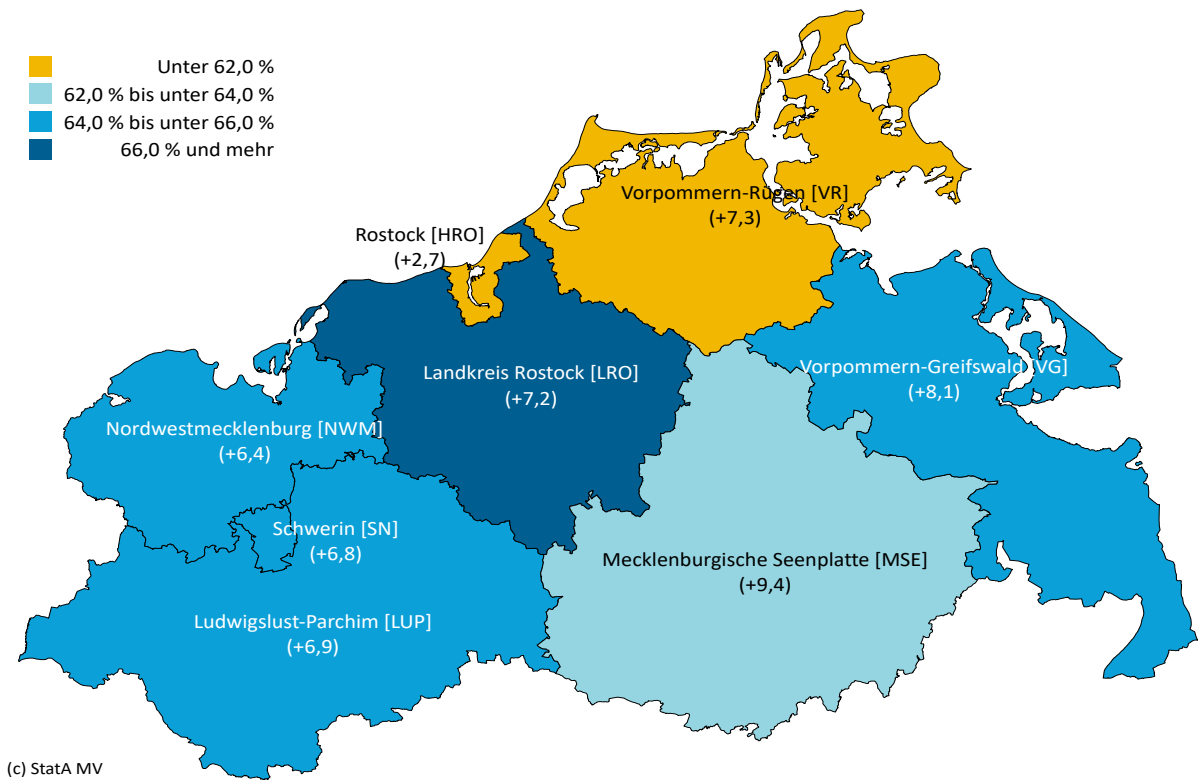 Unter 62,0 %
62,0 % bis unter 64,0 %
64,0 % bis unter 66,0 %
66,0 % und mehr
Vorpommern-Rügen [VR]
(+7,3)
Rostock [HRO]
(+2,7)
Landkreis Rostock [LRO]
(+7,2)
Vorpommern-Greifswald [VG]
(+8,1)
Nordwestmecklenburg [NWM]
(+6,4)
Schwerin [SN]
(+6,8)
Mecklenburgische Seenplatte [MSE]
(+9,4)
Ludwigslust-Parchim [LUP]
(+6,9)
(c) StatA MV